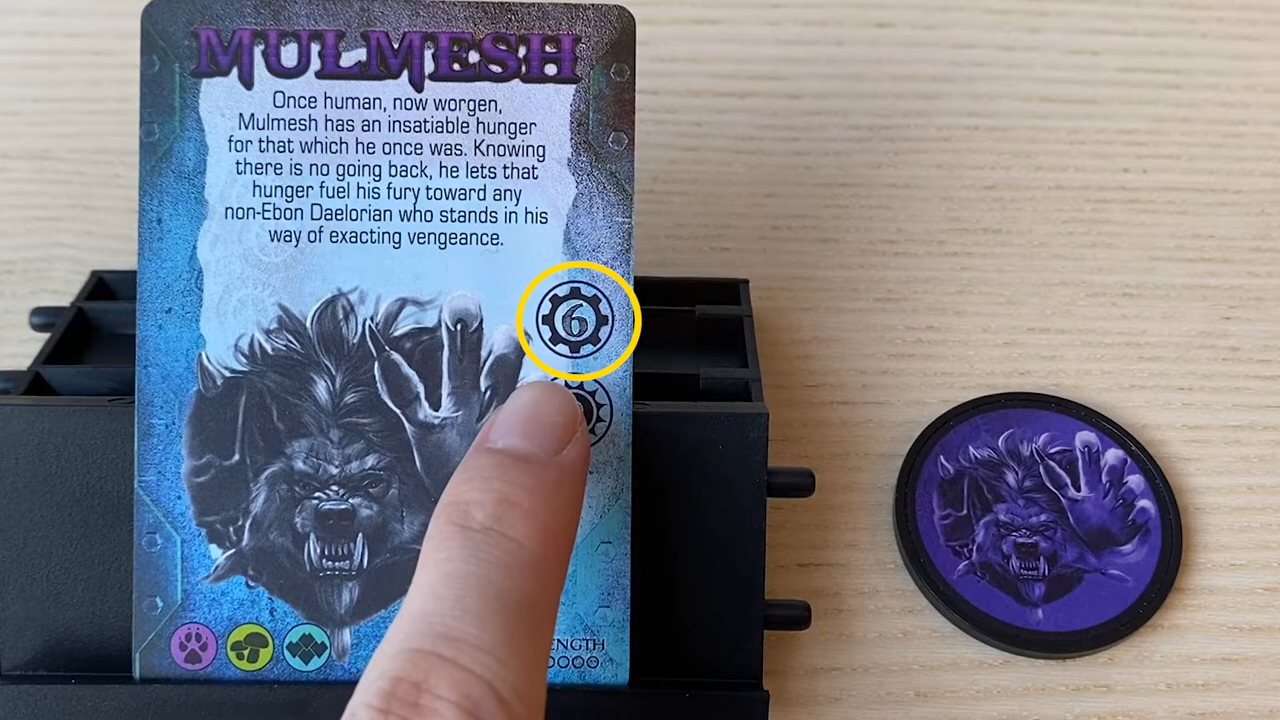 MULMESH
Once human, now worgen,
Mulmesh has an insatiable hunger
for that which he once was. Knowing
there is no going back, he lets that
hunger fuel his fury toward any
non-Ebon Daelorian who stands in his
way of exacting vengeance.
6